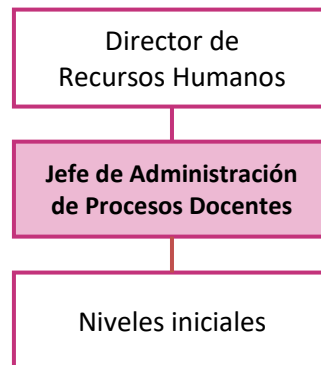 Director de
Recursos Humanos
Jefe de Administración
de Procesos Docentes
Niveles iniciales